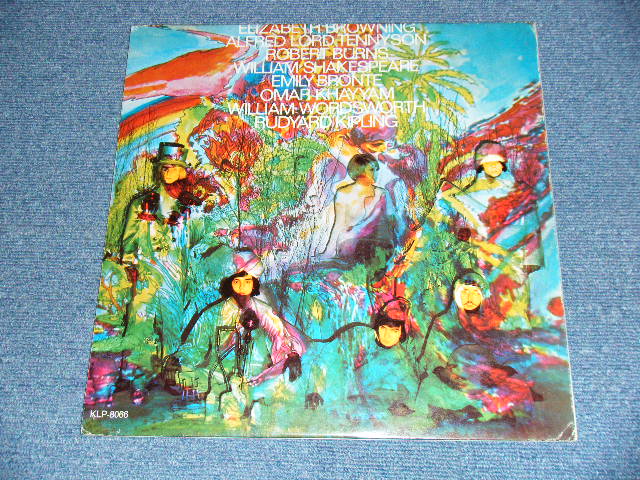 ELIZABETH BROWNING
ALFRED LORD TENNYSON
ROBERT BURNS
WILLIAM SHAKESPEARE
EMILY BRONTE
OMAR KHAYYAM
WILLIAM WORDSWORTH
RUDYARD KIPLING
KLP-8066